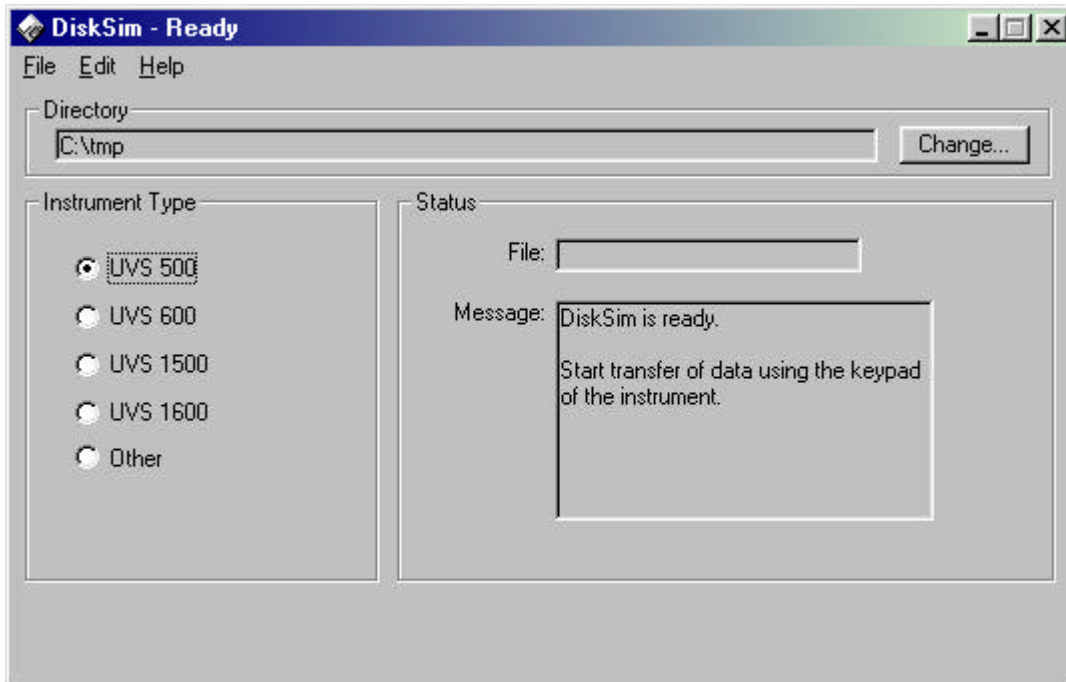 DiskSim - Ready
File Edit Help
Directory
C:\tmp
Change...
Instrument Type
UVS 500
UVS 600
UVS 1500
UVS 1600
Other
Status
File:
Message:
DiskSim is ready.
Start transfer of data using the keypad
of the instrument.